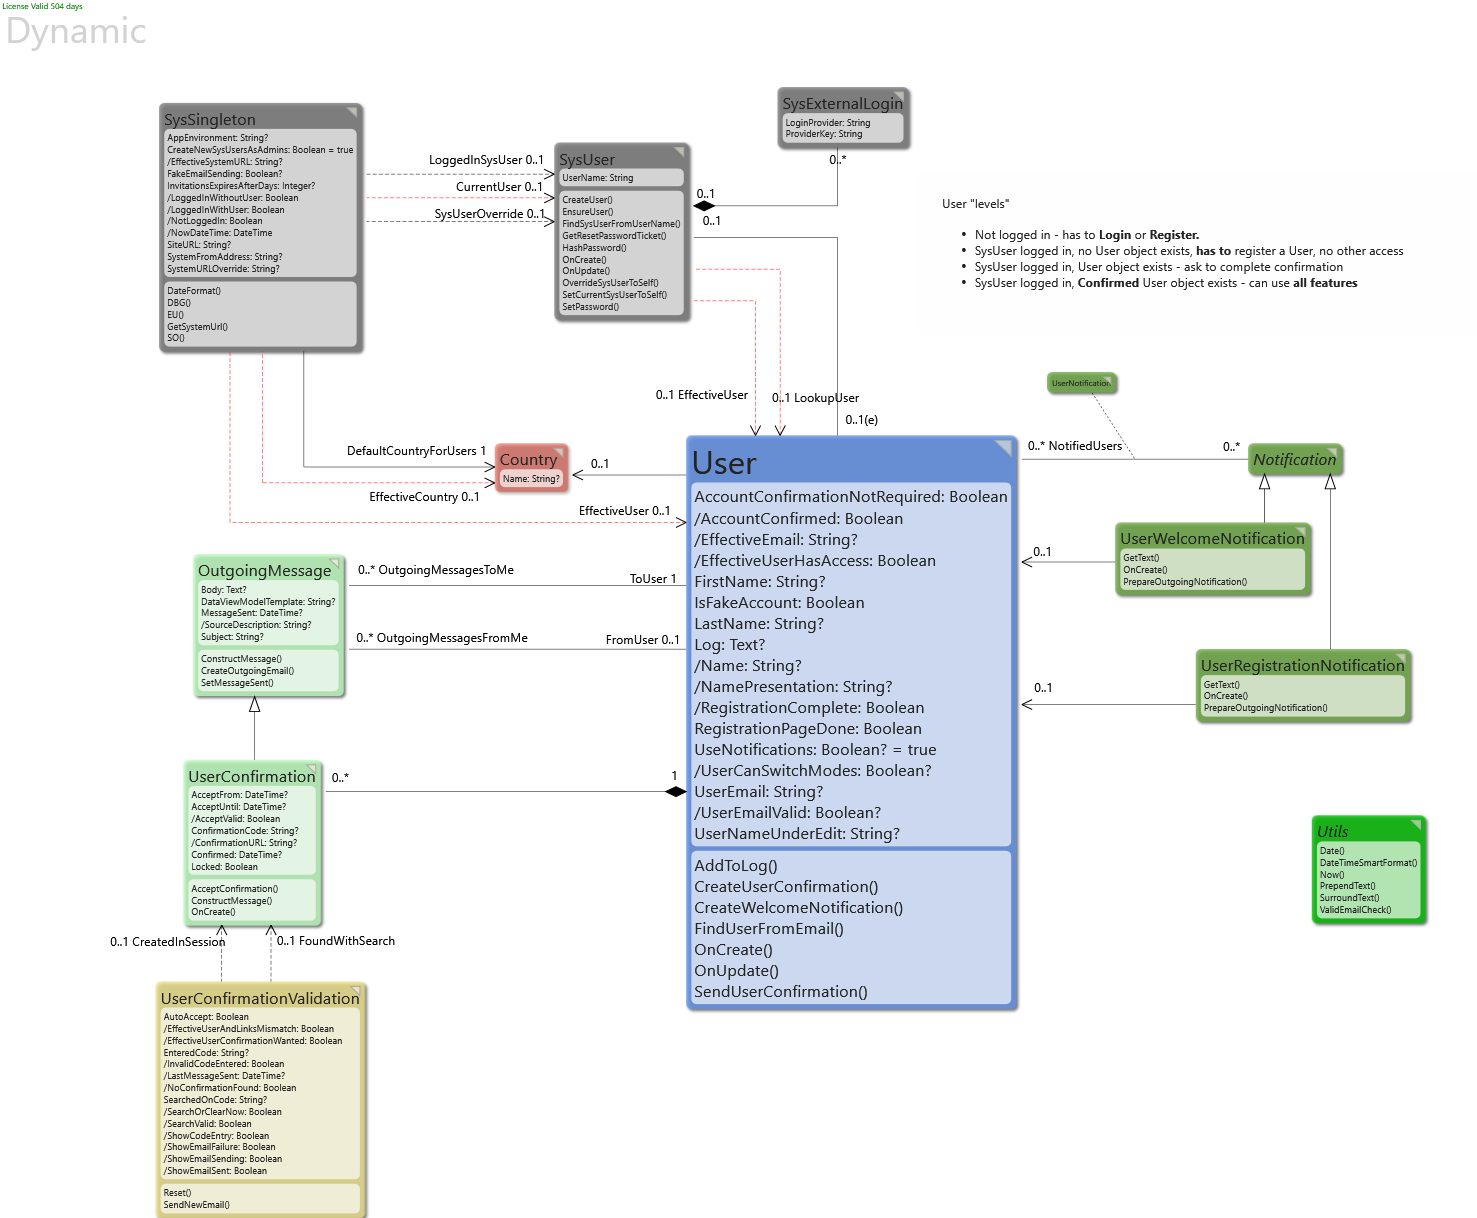 License Valid 504 days
Dynamic
SysSingleton
AppEnvironment: String?
CreateNewSysUsersAsAdmins: Boolean = true
/EffectiveSystemURL: String?
FakeEmailSending: Boolean?
InvitationsExpiresAfterDays: Integer?
/LoggedInWithoutUser: Boolean
/LoggedInWithUser: Boolean
/NotLoggedIn: Boolean
/NowDateTime: DateTime
SiteURL: String?
SystemFromAddress: String?
SystemURLOverride: String?
DateFormat()
DBG()
EU()
GetSystemUrl()
SO()
LoggedInSysUser 0..1
CurrentUser 0..1
SysUserOverride 0..1
SysUser
UserName: String
CreateUser()
EnsureUser()
FindSysUserFromUserName()
GetResetPasswordTicket()
HashPassword()
OnCreate()
OnUpdate()
OverrideSysUserToSelf()
SetCurrentSysUserToSelf()
SetPassword()
SysExternalLogin
LoginProvider: String
ProviderKey: String
0..*
0..1
0..1
User "levels"
• Not logged in - has to Login or Register.
• SysUser logged in, no User object exists, has to register a User, no other access
• SysUser logged in, User object exists - ask to complete confirmation
• SysUser logged in, Confirmed User object exists - can use all features
0..1 EffectiveUser
0..1 LookupUser
0..1(e)
UserNotification
DefaultCountryForUsers 1
EffectiveCountry 0..1
EffectiveUser 0..1
Country
Name: String?
0..1
User
AccountConfirmationNotRequired: Boolean
/AccountConfirmed: Boolean
/EffectiveEmail: String?
/EffectiveUserHasAccess: Boolean
FirstName: String?
IsFakeAccount: Boolean
LastName: String?
Log: Text?
/Name: String?
/NamePresentation: String?
/RegistrationComplete: Boolean
RegistrationPageDone: Boolean
UseNotifications: Boolean? = true
/UserCanSwitchModes: Boolean?
UserEmail: String?
/UserEmailValid: Boolean?
UserNameUnderEdit: String?
AddToLog()
CreateUserConfirmation()
CreateWelcomeNotification()
FindUserFromEmail()
OnCreate()
OnUpdate()
SendUserConfirmation()
0..* NotifiedUsers
0..*
Notification
UserWelcomeNotification
GetText()
OnCreate()
PrepareOutgoingNotification()
0..1
UserRegistrationNotification
GetText()
OnCreate()
PrepareOutgoingNotification()
0..1
OutgoingMessage
Body: Text?
DataViewModelTemplate: String?
MessageSent: DateTime?
/SourceDescription: String?
Subject: String?
ConstructMessage()
CreateOutgoingEmail()
SetMessageSent()
0..* OutgoingMessagesToMe
ToUser 1
0..* OutgoingMessagesFromMe
FromUser 0..1
UserConfirmation
AcceptFrom: DateTime?
AcceptUntil: DateTime?
/AcceptValid: Boolean
ConfirmationCode: String?
/ConfirmationURL: String?
Confirmed: DateTime?
Locked: Boolean
AcceptConfirmation()
ConstructMessage()
OnCreate()
0..*
1
0..1 CreatedInSession
0..1 FoundWithSearch
UserConfirmationValidation
AutoAccept: Boolean
/EffectiveUserAndLinksMismatch: Boolean
/EffectiveUserConfirmationWanted: Boolean
EnteredCode: String?
/InvalidCodeEntered: Boolean
/LastMessageSent: DateTime?
/NoConfirmationFound: Boolean
SearchedOnCode: String?
/SearchOrClearNow: Boolean
/SearchValid: Boolean
/ShowCodeEntry: Boolean
/ShowEmailFailure: Boolean
/ShowEmailSending: Boolean
/ShowEmailSent: Boolean
Reset()
SendNewEmail()
Utils
Date()
DateTimeSmartFormat()
Now()
PrependText()
SurroundText()
ValidEmailCheck()